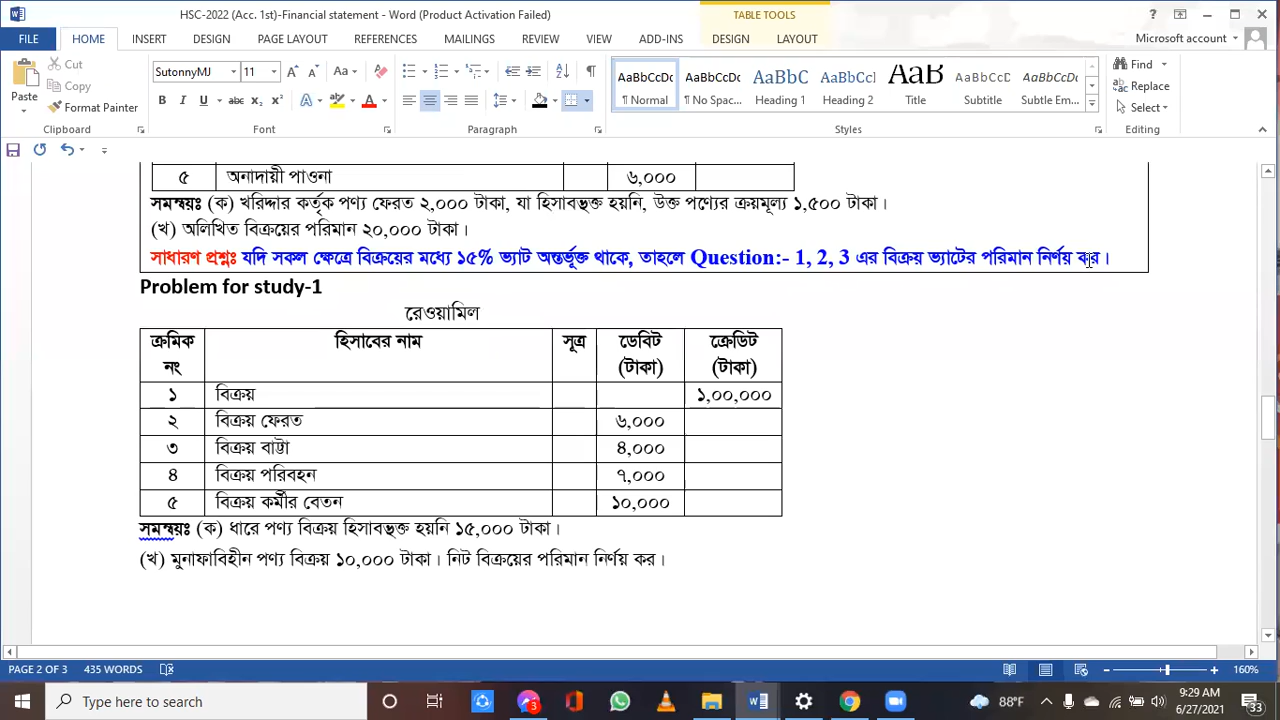 HSC-2022 (Acc. 1st)-Financial statement - Word (Product Activation Failed)
TABLE TOOLS
FILE HOME INSERT DESIGN PAGE LAYOUT REFERENCES MAILINGS REVIEW VIEW ADD-INS DESIGN LAYOUT Microsoft account
Cut
Copy
Format Painter
Paste
Clipboard
SutonnyMJ 11
Font
Paragraph
AaBbCcDc AaBbCcDc AaBbC AaBbCcC AaB AaBbCcD AaBbCcDc
¶ Normal ¶ No Spac... Heading 1 Heading 2 Title Subtitle Subtle Em...
Styles
Find
Replace
Select
Editing
৫ অনাদায়ী পাওনা ৬,০০০
সমন্বয়ঃ (ক) খরিদ্দার কর্তৃক পণ্য ফেরত ২,০০০ টাকা, যা হিসাবভুক্ত হয়নি, উক্ত পণ্যের ক্রয়মূল্য ১,৫০০ টাকা।
(খ) অলিখিত বিক্রয়ের পরিমান ২০,০০০ টাকা।
সাধারণ প্রশ্নঃ যদি সকল ক্ষেত্রে বিক্রয়ের মধ্যে ১৫% ভ্যাট অন্তর্ভূক্ত থাকে, তাহলে Question:- 1, 2, 3 এর বিক্রয় ভ্যাটের পরিমান নির্ণয় কর।
Problem for study-1
রেওয়ামিল
ক্রমিক নং হিসাবের নাম সূত্র ডেবিট (টাকা) ক্রেডিট (টাকা)
১ বিক্রয় ১,০০,০০০
২ বিক্রয় ফেরত ৬,০০০
৩ বিক্রয় বাট্টা ৪,০০০
৪ বিক্রয় পরিবহন ৭,০০০
৫ বিক্রয় কর্মীর বেতন ১০,০০০
সমন্বয়ঃ (ক) ধারে পণ্য বিক্রয় হিসাবভুক্ত হয়নি ১৫,০০০ টাকা।
(খ) মুনাফাবিহীন পণ্য বিক্রয় ১০,০০০ টাকা। নিট বিক্রয়ের পরিমান নির্ণয় কর।
PAGE 2 OF 3 435 WORDS 160%
Type here to search 88°F 9:29 AM
6/27/2021